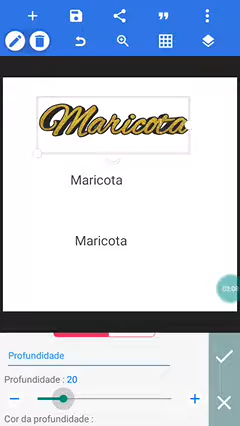 Maricota
Maricota
Maricota
Profundidade
Profundidade : 20
Cor da profundidade :